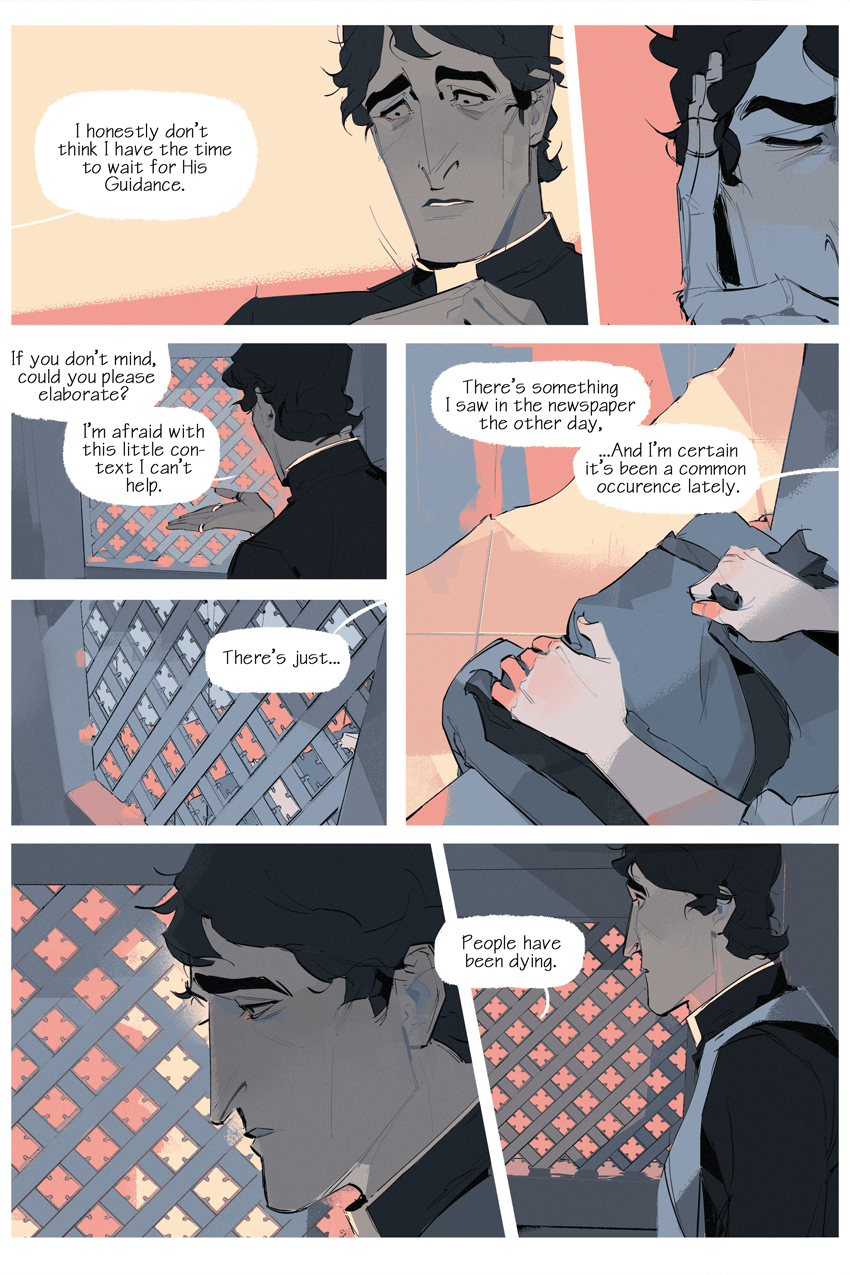 I honestly don't
think I have the time
to wait for His
Guidance.
If you don't mind,
could you please
elaborate?
I'm afraid with
this little con-
text I can't
help.
There's something
I saw in the newspaper
the other day,
...And I'm certain
it's been a common
occurence lately.
There's just...
People have
been dying.